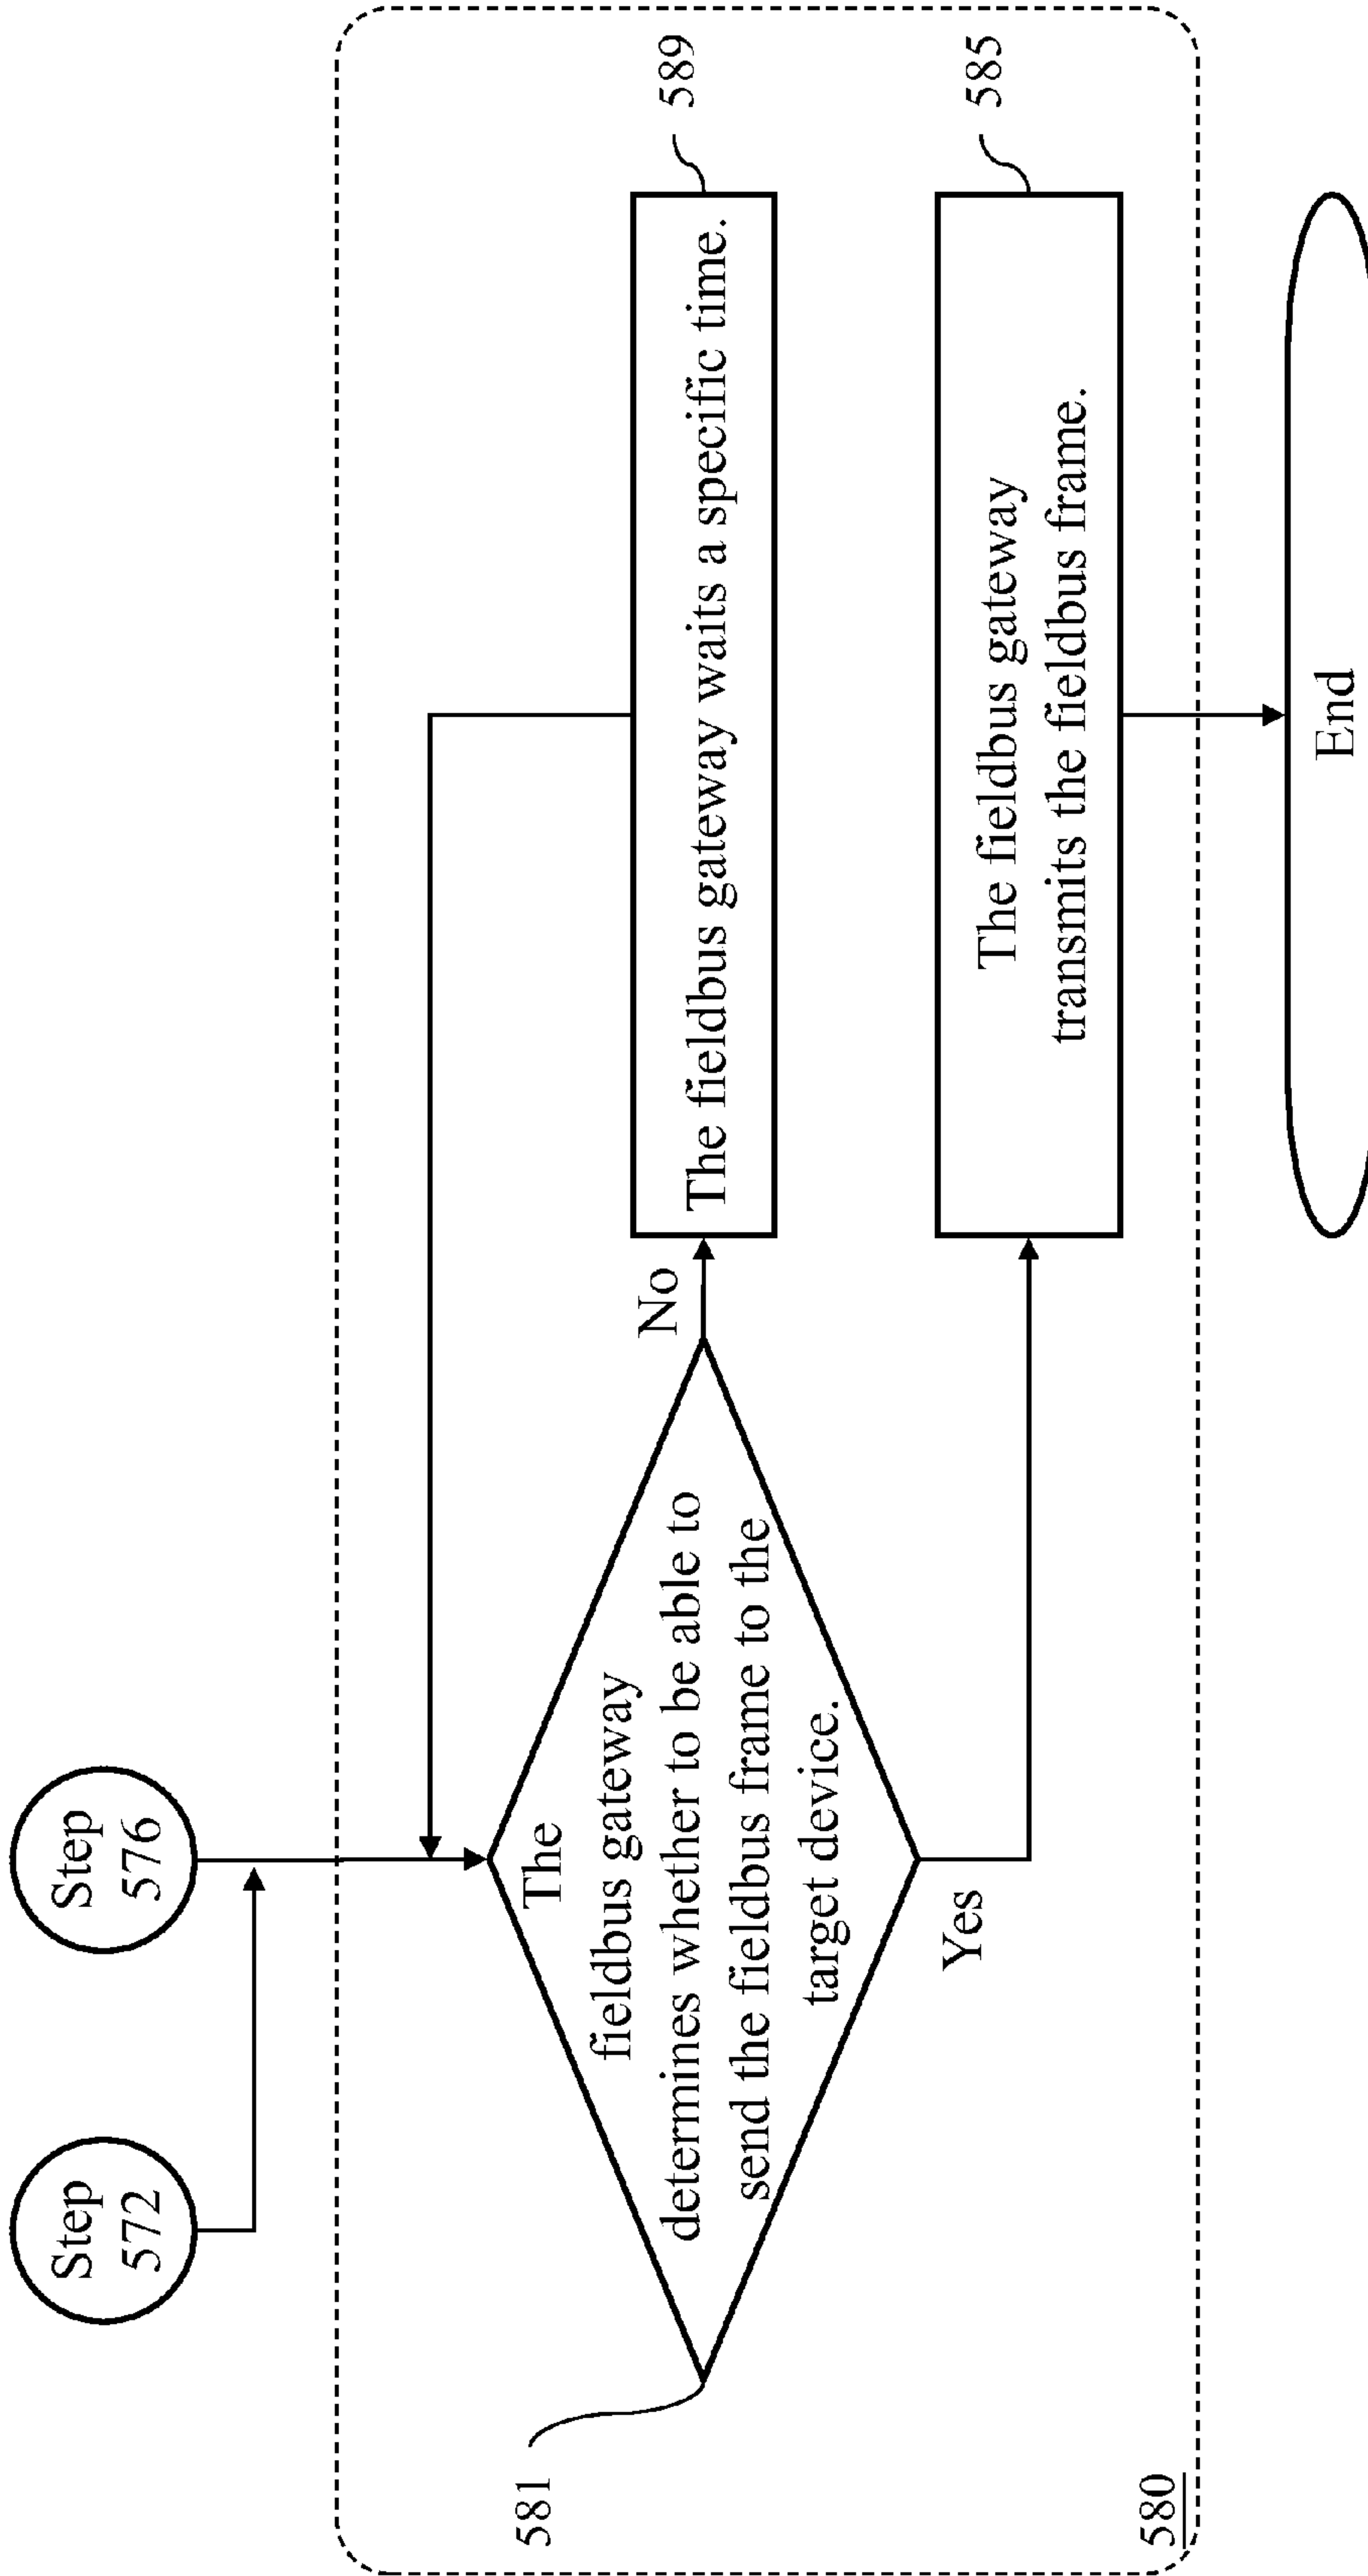 Step
572
Step
576
581
The
fieldbus gateway
determines whether to be able to
send the fieldbus frame to the
target device.
No
The fieldbus gateway waits a specific time.
589
Yes
The fieldbus gateway
transmits the fieldbus frame.
585
580
End